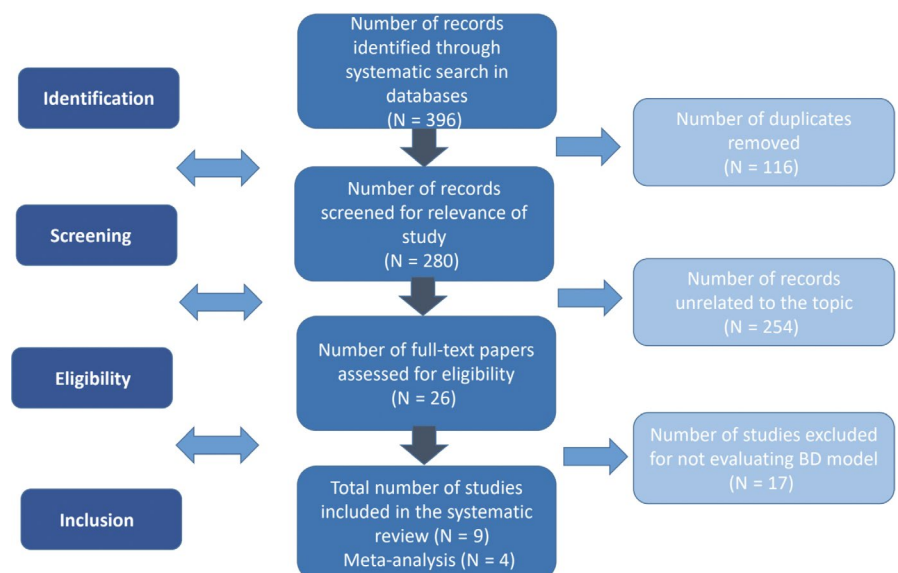 Identification
Number of records
identified through
systematic search in
databases
(N = 396)
Number of duplicates
removed
(N = 116)
Screening
Number of records
screened for relevance of
study
(N = 280)
Number of records
unrelated to the topic
(N = 254)
Eligibility
Number of full-text papers
assessed for eligibility
(N = 26)
Number of studies excluded
for not evaluating BD model
(N = 17)
Inclusion
Total number of studies
included in the systematic
review (N = 9)
Meta-analysis (N = 4)